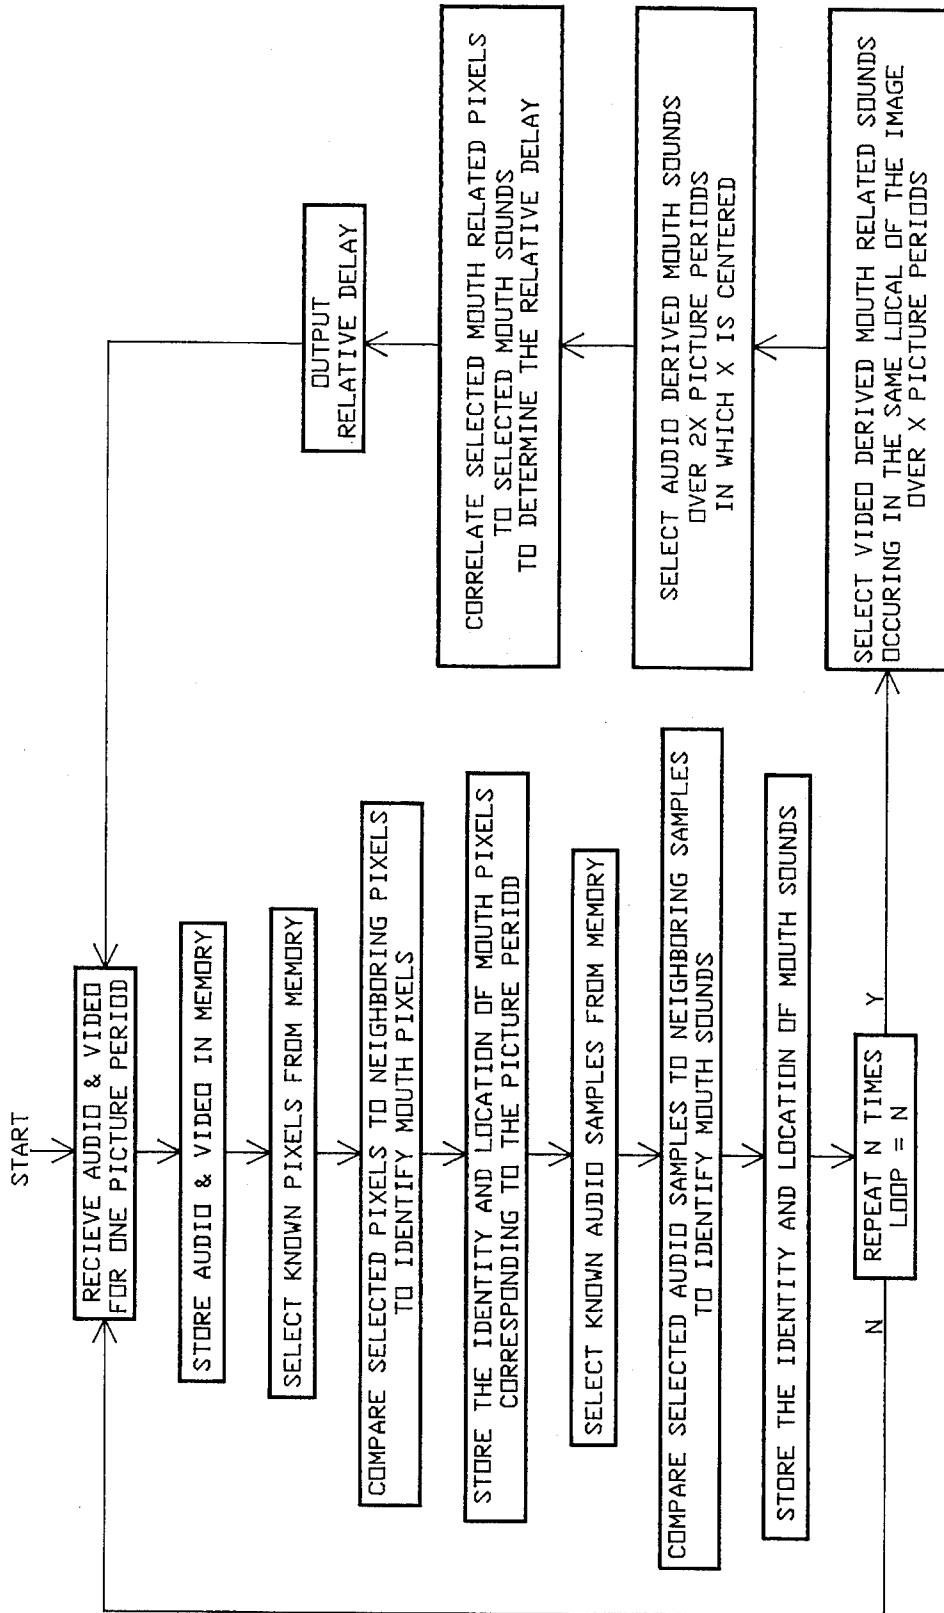 START
RECIEVE AUDIO & VIDEO
FOR ONE PICTURE PERIOD
STORE AUDIO & VIDEO IN MEMORY
SELECT KNOWN PIXELS FROM MEMORY
COMPARE SELECTED PIXELS TO NEIGHBORING PIXELS
TO IDENTIFY MOUTH PIXELS
STORE THE IDENTITY AND LOCATION OF MOUTH PIXELS
CORRESPONDING TO THE PICTURE PERIOD
SELECT KNOWN AUDIO SAMPLES FROM MEMORY
COMPARE SELECTED AUDIO SAMPLES TO NEIGHBORING SAMPLES
TO IDENTIFY MOUTH SOUNDS
STORE THE IDENTITY AND LOCATION OF MOUTH SOUNDS
REPEAT N TIMES
LOOP = N
N
Y
SELECT VIDEO DERIVED MOUTH RELATED SOUNDS
OCCURING IN THE SAME LOCAL OF THE IMAGE
OVER X PICTURE PERIODS
SELECT AUDIO DERIVED MOUTH SOUNDS
OVER 2X PICTURE PERIODS
IN WHICH X IS CENTERED
CORRELATE SELECTED MOUTH RELATED PIXELS
TO SELECTED MOUTH SOUNDS
TO DETERMINE THE RELATIVE DELAY
OUTPUT
RELATIVE DELAY